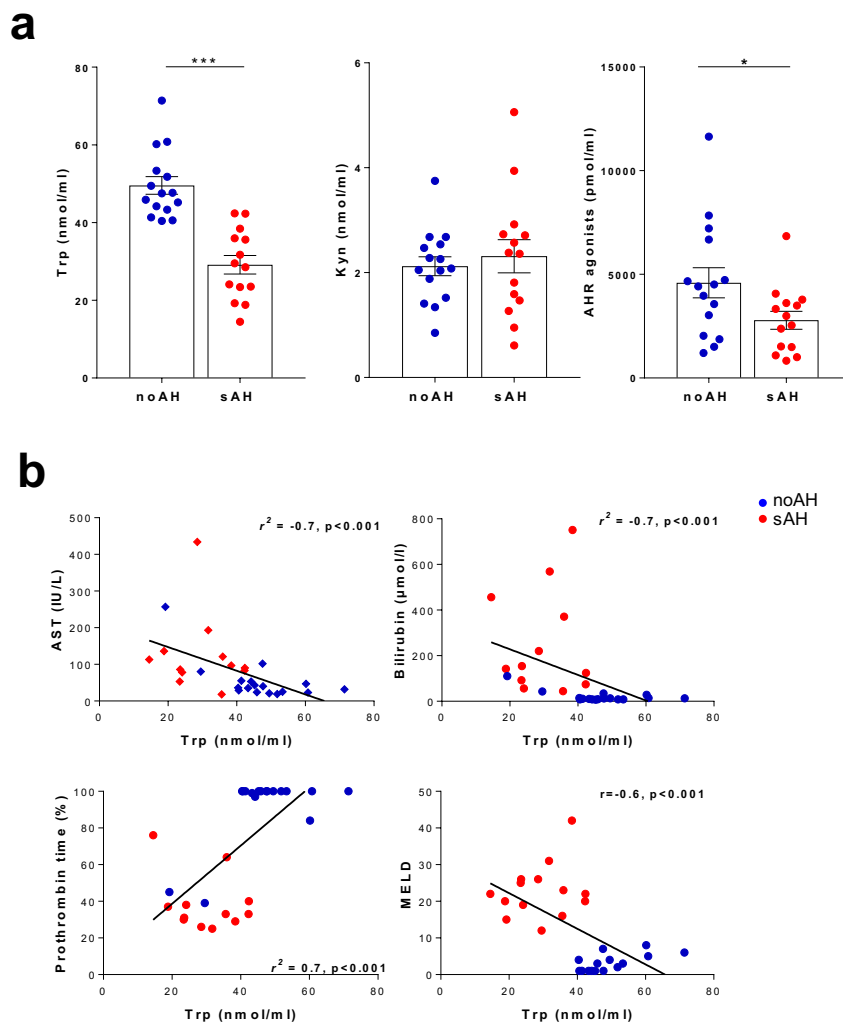 a
***
*
80
60
40
20
0
Trp (nmol/ml)
noAH
sAH
6
4
2
0
Kyn (nmol/ml)
noAH
sAH
15000
10000
5000
0
AHR agonists (pmol/ml)
noAH
sAH
b
noAH
sAH
r² = -0.7, p<0.001
500
400
300
200
100
0
AST (IU/L)
0 20 40 60 80
Trp (nmol/ml)
r² = -0.7, p<0.001
800
600
400
200
0
Bilirubin (µmol/l)
0 20 40 60 80
Trp (nmol/ml)
100
80
60
40
20
0
Prothrombin time (%)
r² 0.7, p<0.001
0 20 40 60 80
Trp (nmol/ml)
r=-0.6, p<0.001
50
40
30
20
10
0
MELD
0 20 40 60 80
Trp (nmol/ml)